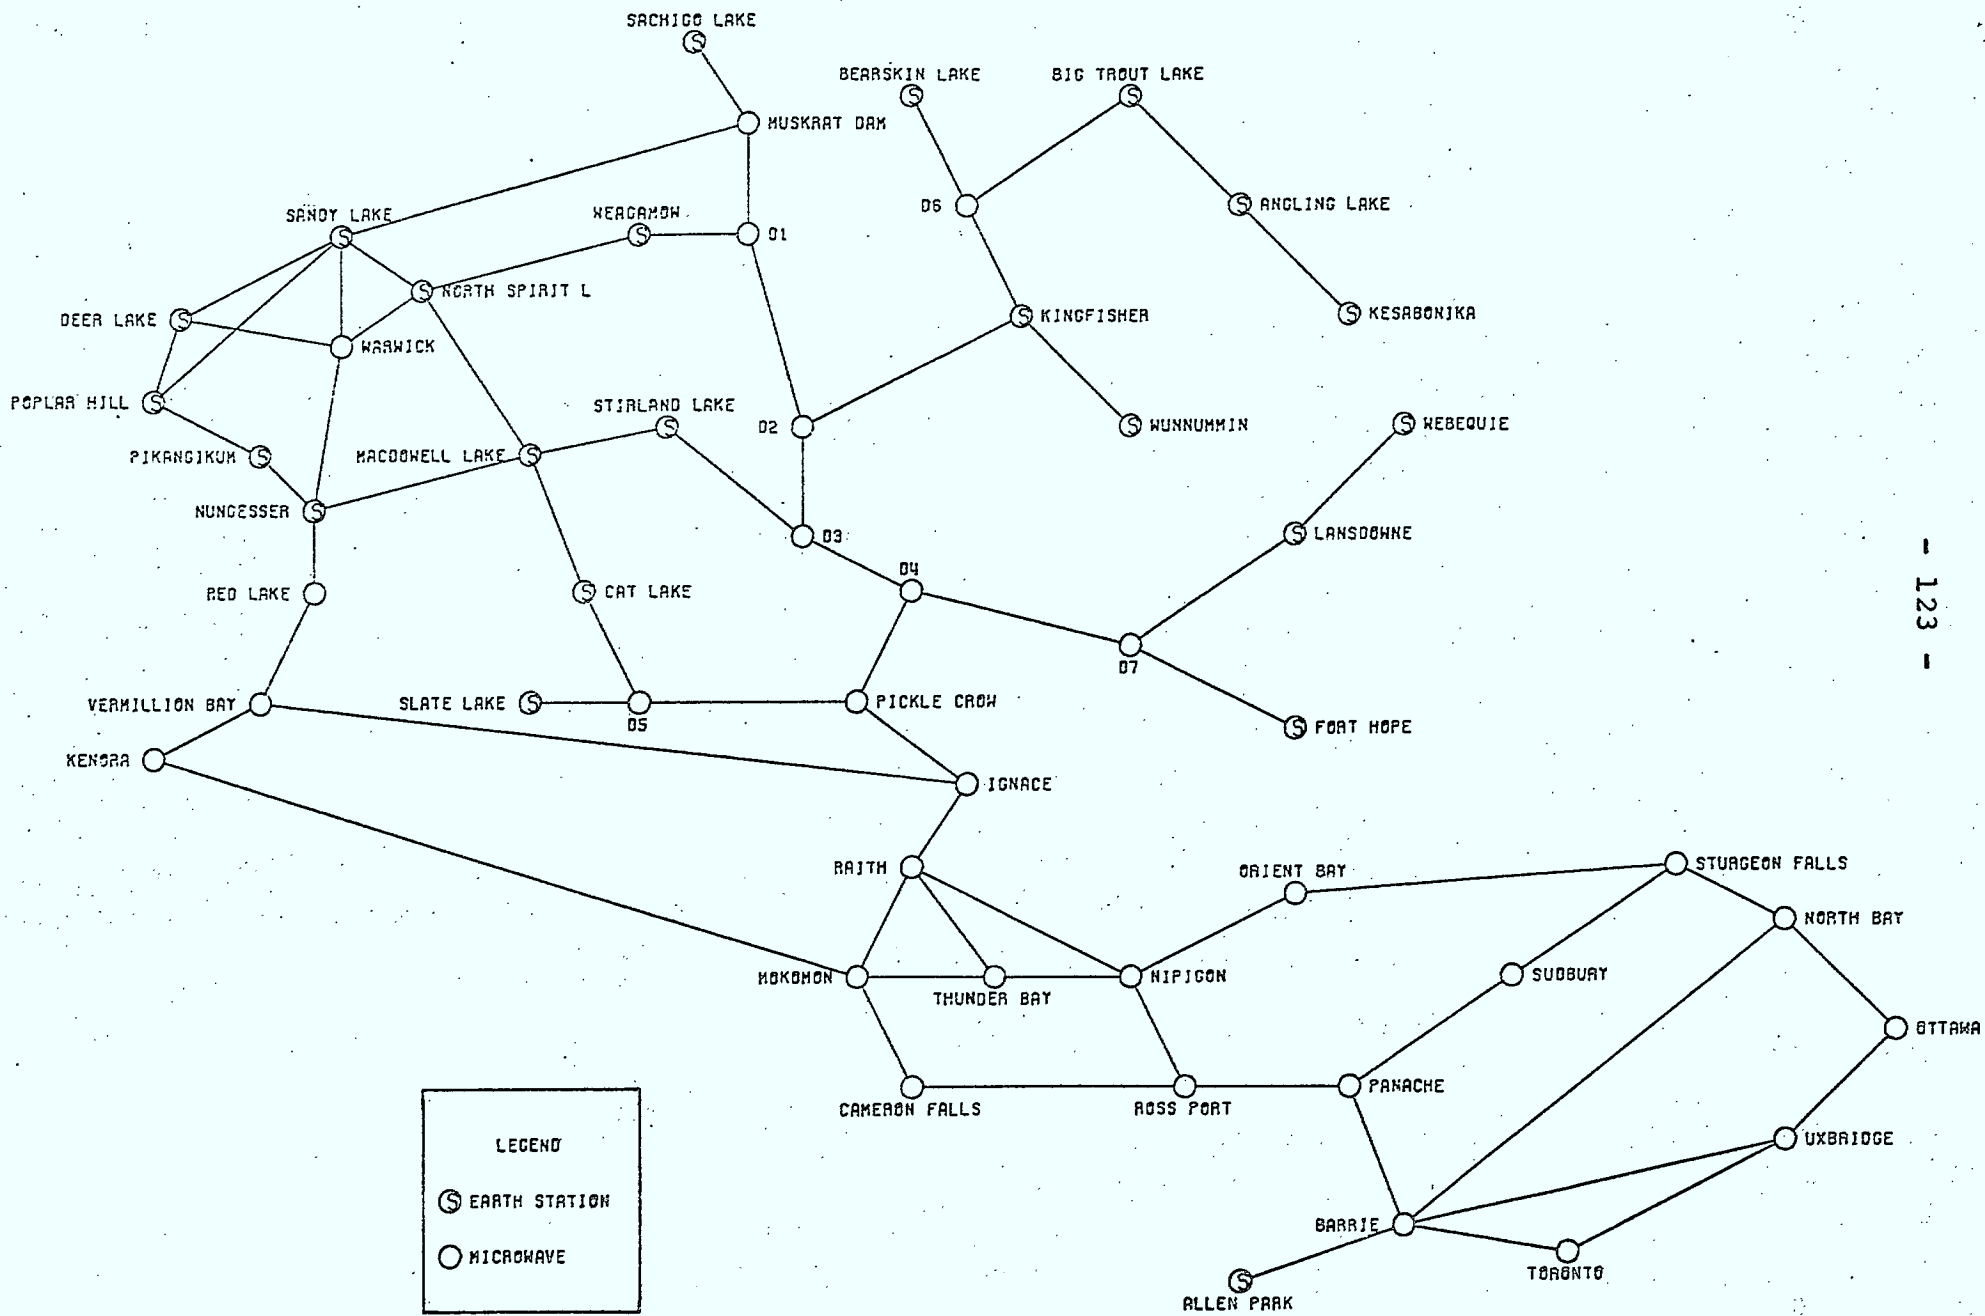 SACHIGO LAKE
BEARSKIN LAKE
BIG TROUT LAKE
MUSKRAT DAM
D6
ANGLING LAKE
SANDY LAKE
WEAGAMOW
D1
NORTH SPIRIT L
DEER LAKE
WARWICK
KINGFISHER
KESABONIKA
POPLAR HILL
STIRLAND LAKE
D2
WUNNUMMIN
WEBEQUIE
PIKANGIKUM
MACDOWELL LAKE
NUNGESSER
D3
LANSDOWNE
- 123 -
RED LAKE
CAT LAKE
D4
D7
VERMILLION BAY
SLATE LAKE
D5
PICKLE CROW
FORT HOPE
KENORA
IGNACE
RAITH
ORIENT BAY
STURGEON FALLS
NORTH BAY
MOKOMON
THUNDER BAY
NIPIGON
SUDBURY
OTTAWA
CAMERON FALLS
ROSS PORT
PANACHE
LEGEND
EARTH STATION
MICROWAVE
UXBRIDGE
BARRIE
TORONTO
ALLEN PARK